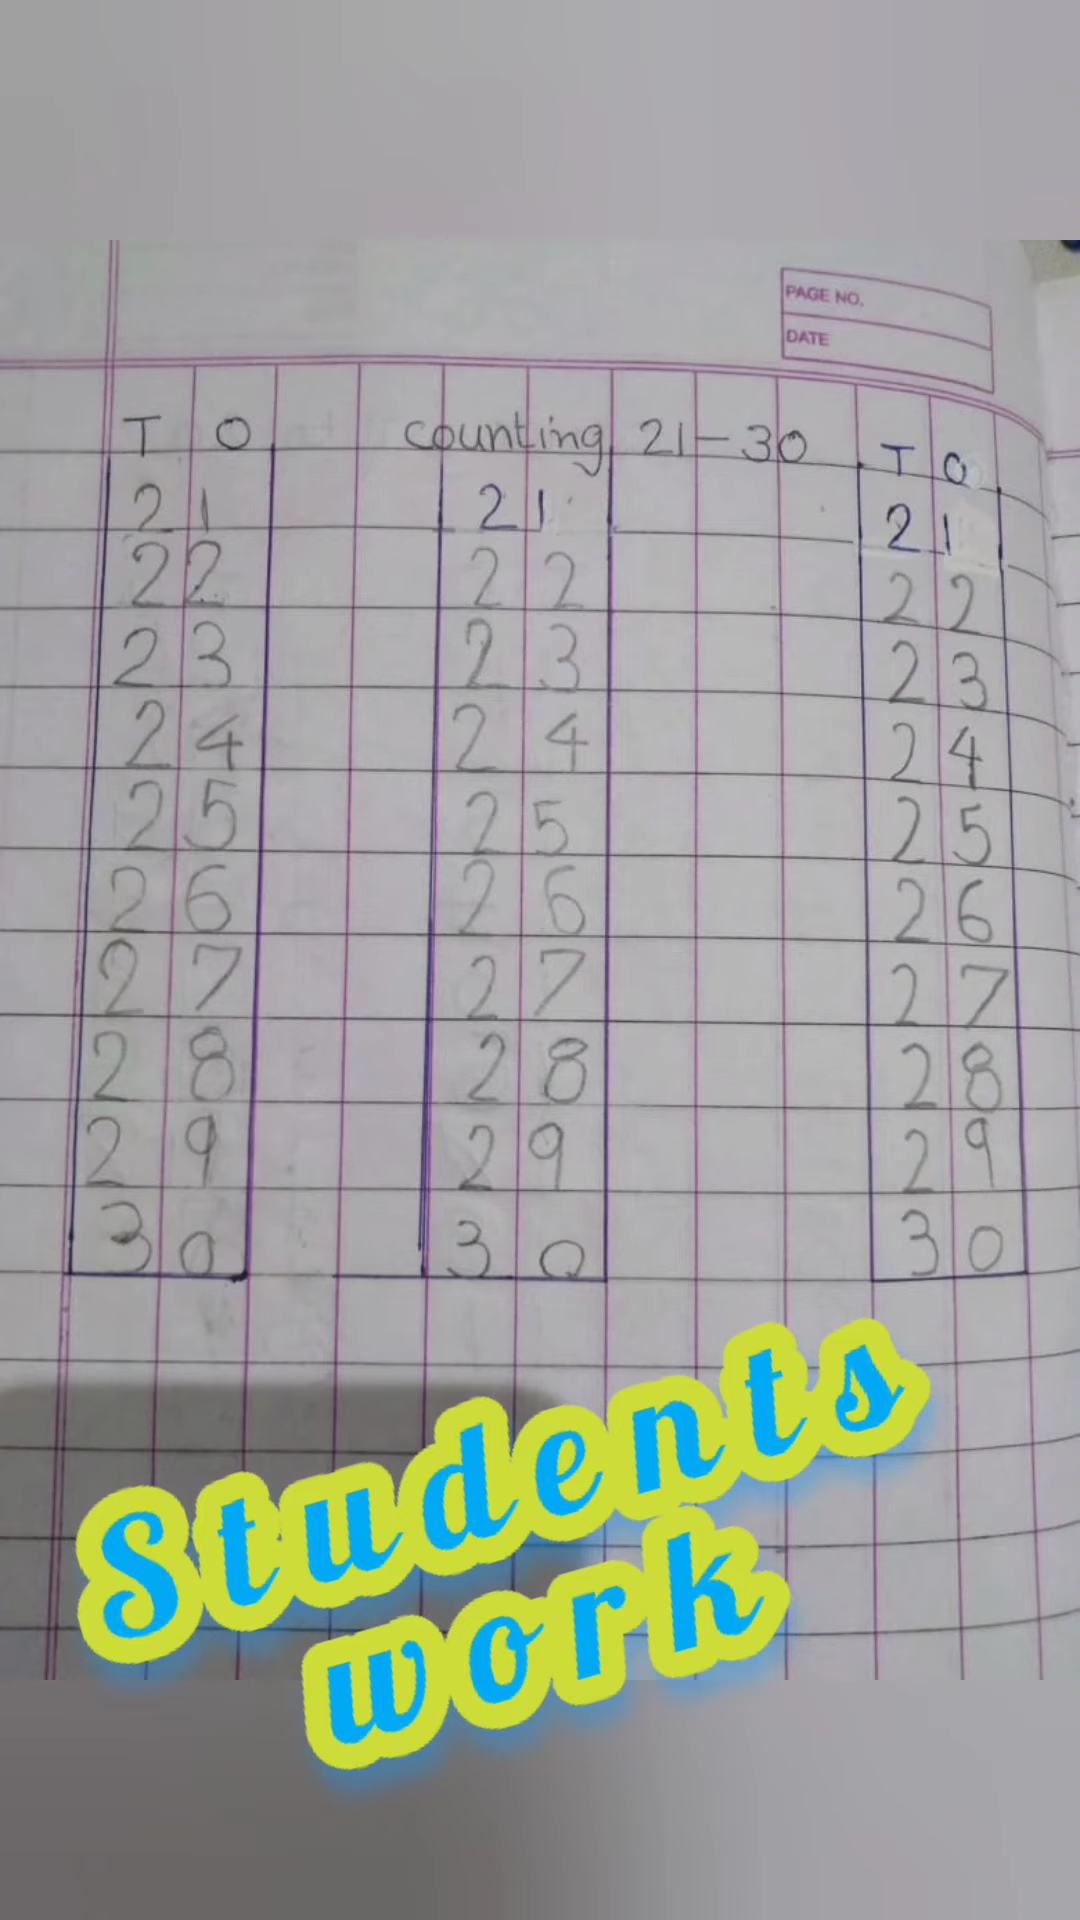 PAGE NO.
DATE
T O counting 21-30 T O
21 21 21
22 22 22
23 23 23
24 24 24
25 25 25
26 26 26
27 27 27
28 28 28
29 29 29
30 30 30
Students
work